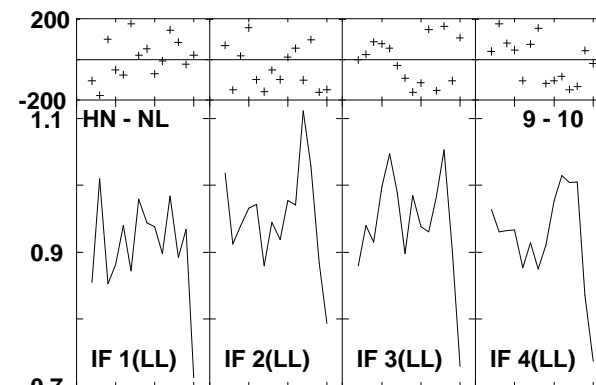 200
-200
1.1 HN - NL 9 - 10
0.9
IF 1(LL) IF 2(LL) IF 3(LL) IF 4(LL)